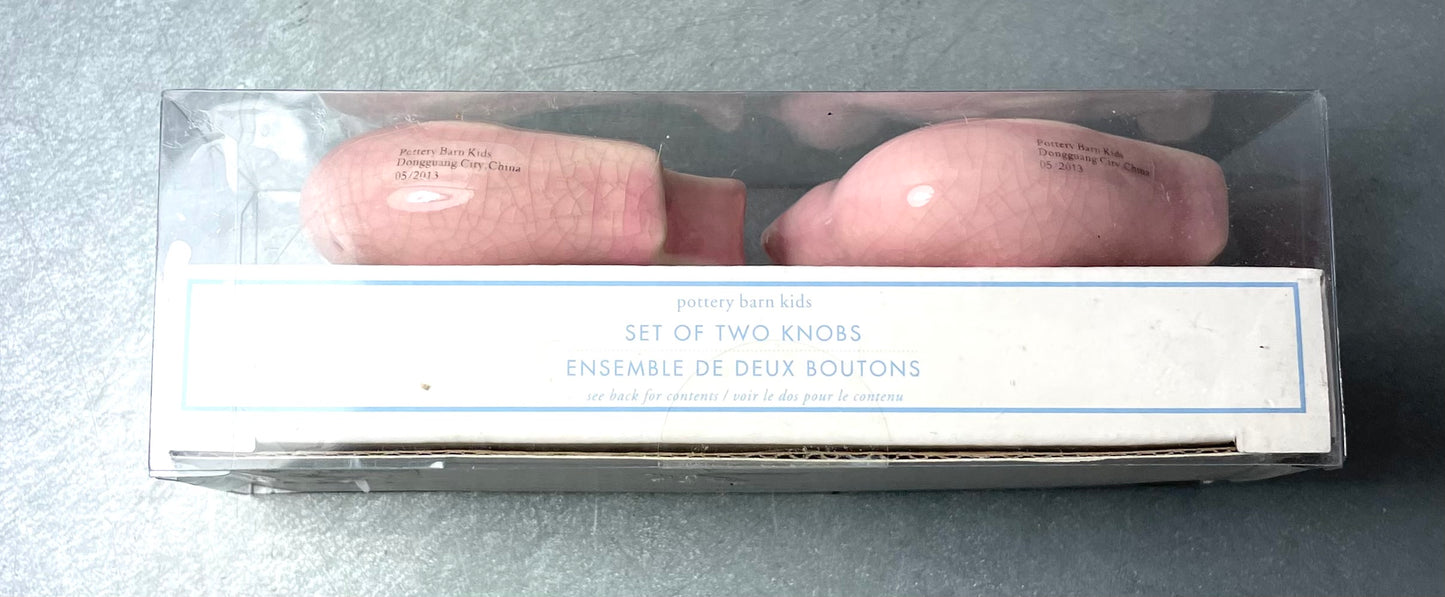 Pottery Barn Kids
Dongguang City, China
05/2013
Pottery Barn Kids
Dongguang City, China
05/2013
pottery barn kids
SET OF TWO KNOBS
ENSEMBLE DE DEUX BOUTONS
see back for contents / voir le dos pour le contenu